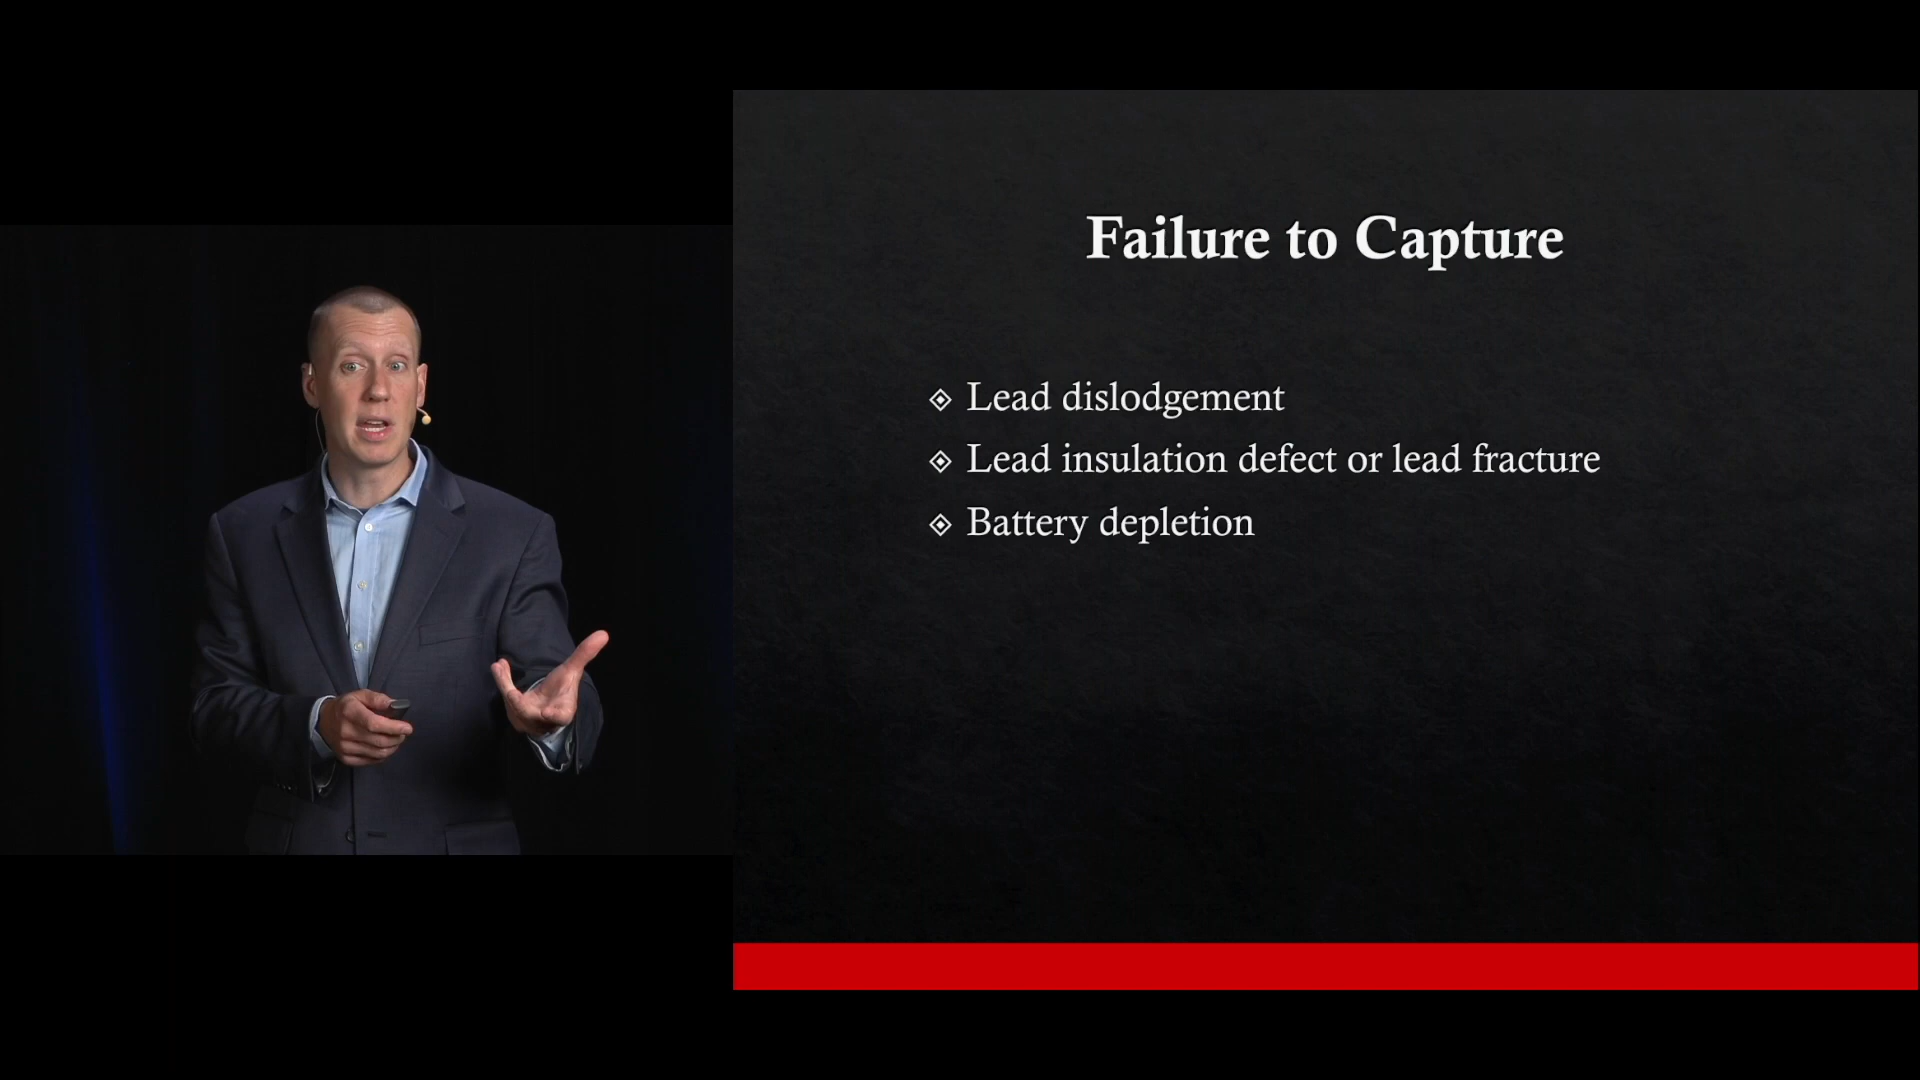 Failure to Capture
Lead dislodgement
Lead insulation defect or lead fracture
Battery depletion